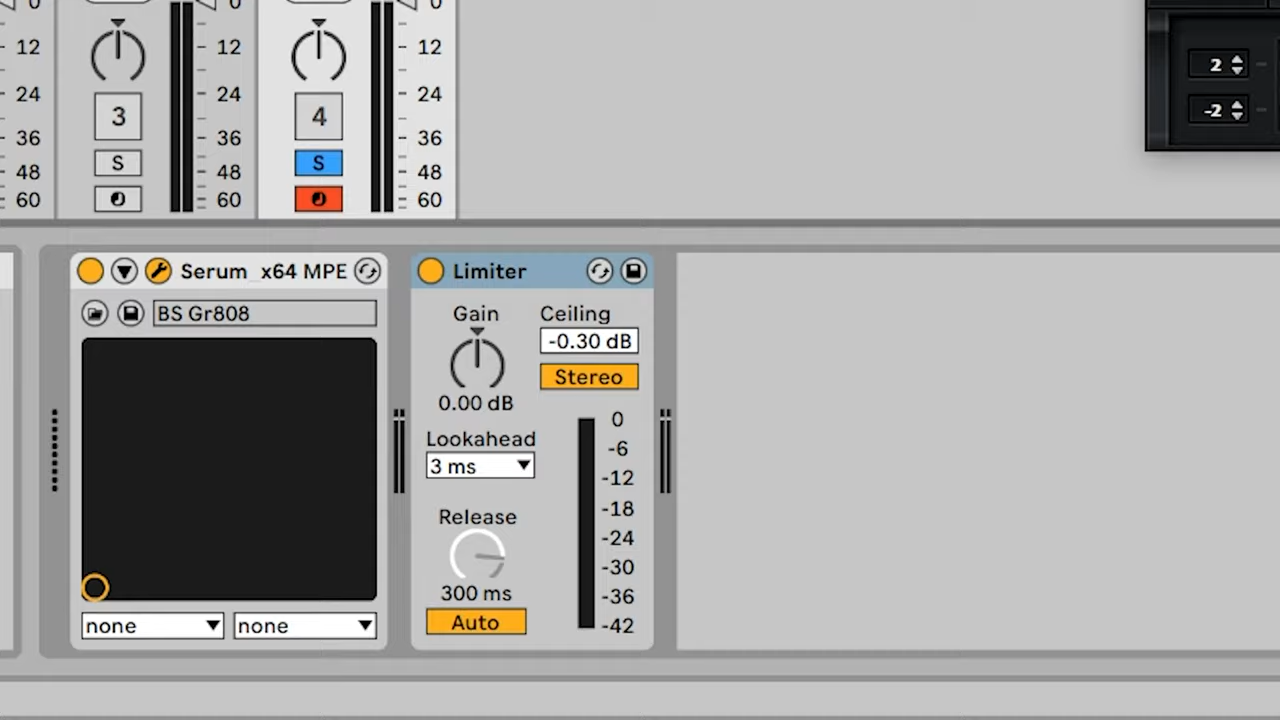 0 0 0
12 12 12 2
24 24 24
3 4 -2
36 36 36
S S
48 48 48
60 60 60
Serum_x64 MPE Limiter
BS Gr808 Gain Ceiling
-0.30 dB
Stereo
0.00 dB
0
Lookahead -6
3 ms -12
-18
Release -24
-30
300 ms -36
none none Auto -42